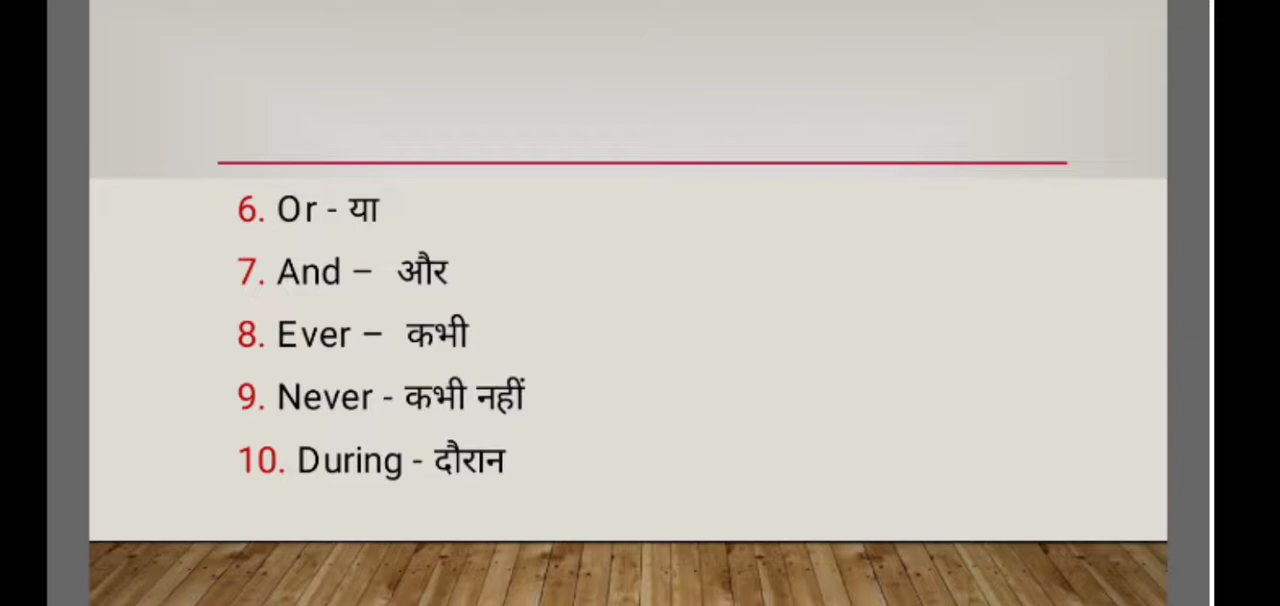 6. Or - या
7. And – और
8. Ever – कभी
9. Never - कभी नहीं
10. During - दौरान